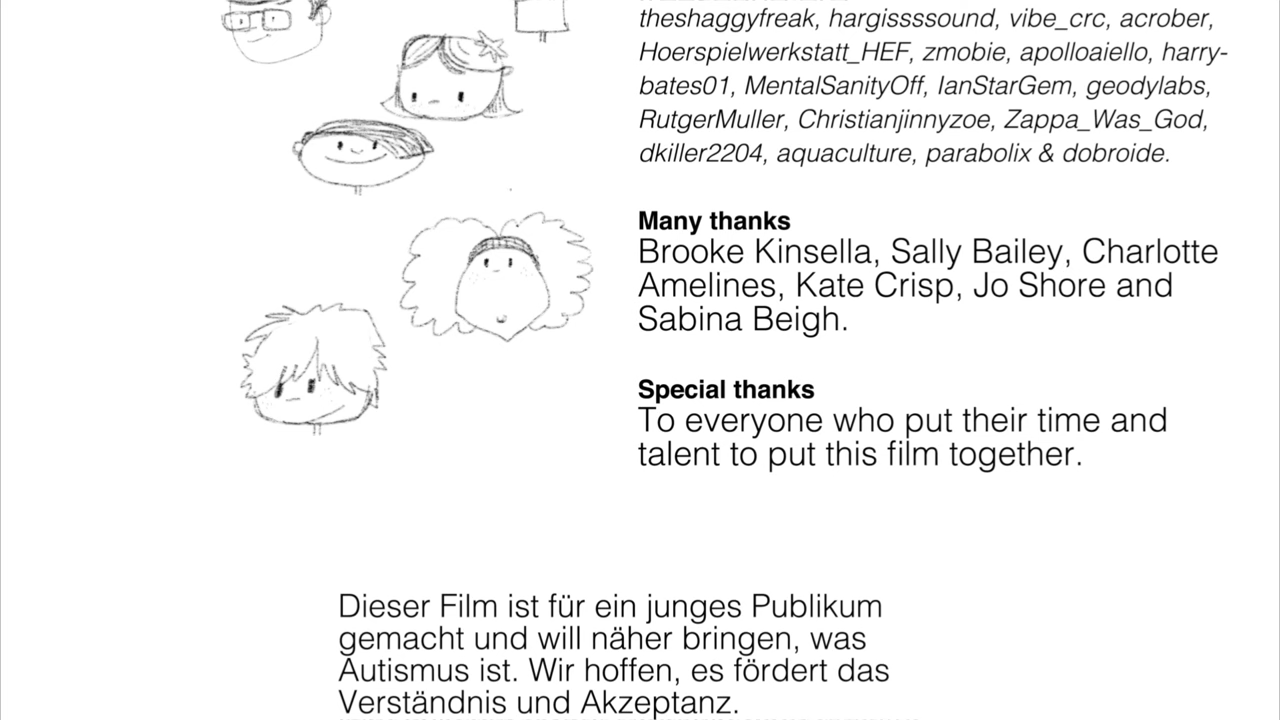 theshaggyfreak, hargissssound, vibe_crc, acrober,
Hoerspielwerkstatt_HEF, zmobie, apolloaiello, harry-
bates01, MentalSanityOff, IanStarGem, geodylabs,
RutgerMuller, Christianjinnyzoe, Zappa_Was_God,
dkiller2204, aquaculture, parabolix & dobroide.
Many thanks
Brooke Kinsella, Sally Bailey, Charlotte
Amelines, Kate Crisp, Jo Shore and
Sabina Beigh.
Special thanks
To everyone who put their time and
talent to put this film together.
Dieser Film ist für ein junges Publikum
gemacht und will näher bringen, was
Autismus ist. Wir hoffen, es fördert das
Verständnis und Akzeptanz.